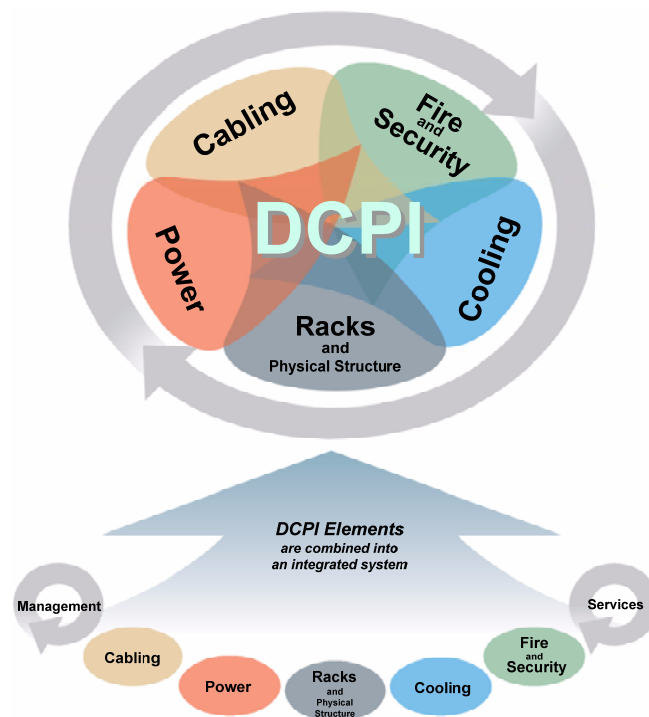 Cabling
Fire
and
Security
DCPI
Power
Cooling
Racks
and
Physical Structure
DCPI Elements
are combined into
an integrated system
Management
Services
Cabling
Power
Racks
and
Physical
Structure
Cooling
Fire
and
Security